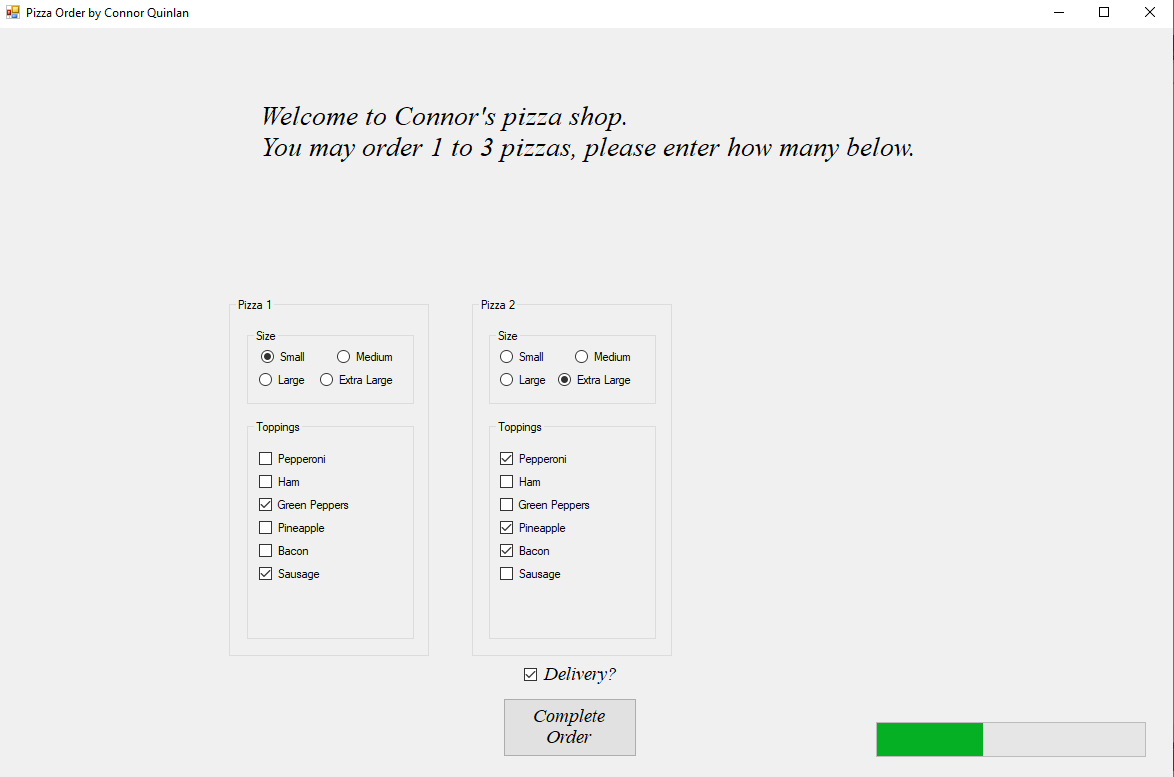 Pizza Order by Connor Quinlan
Welcome to Connor's pizza shop.
You may order 1 to 3 pizzas, please enter how many below.
Pizza 1
Size
Small Medium
Large Extra Large
Toppings
Pepperoni
Ham
Green Peppers
Pineapple
Bacon
Sausage
Pizza 2
Size
Small Medium
Large Extra Large
Toppings
Pepperoni
Ham
Green Peppers
Pineapple
Bacon
Sausage
Delivery?
Complete
Order